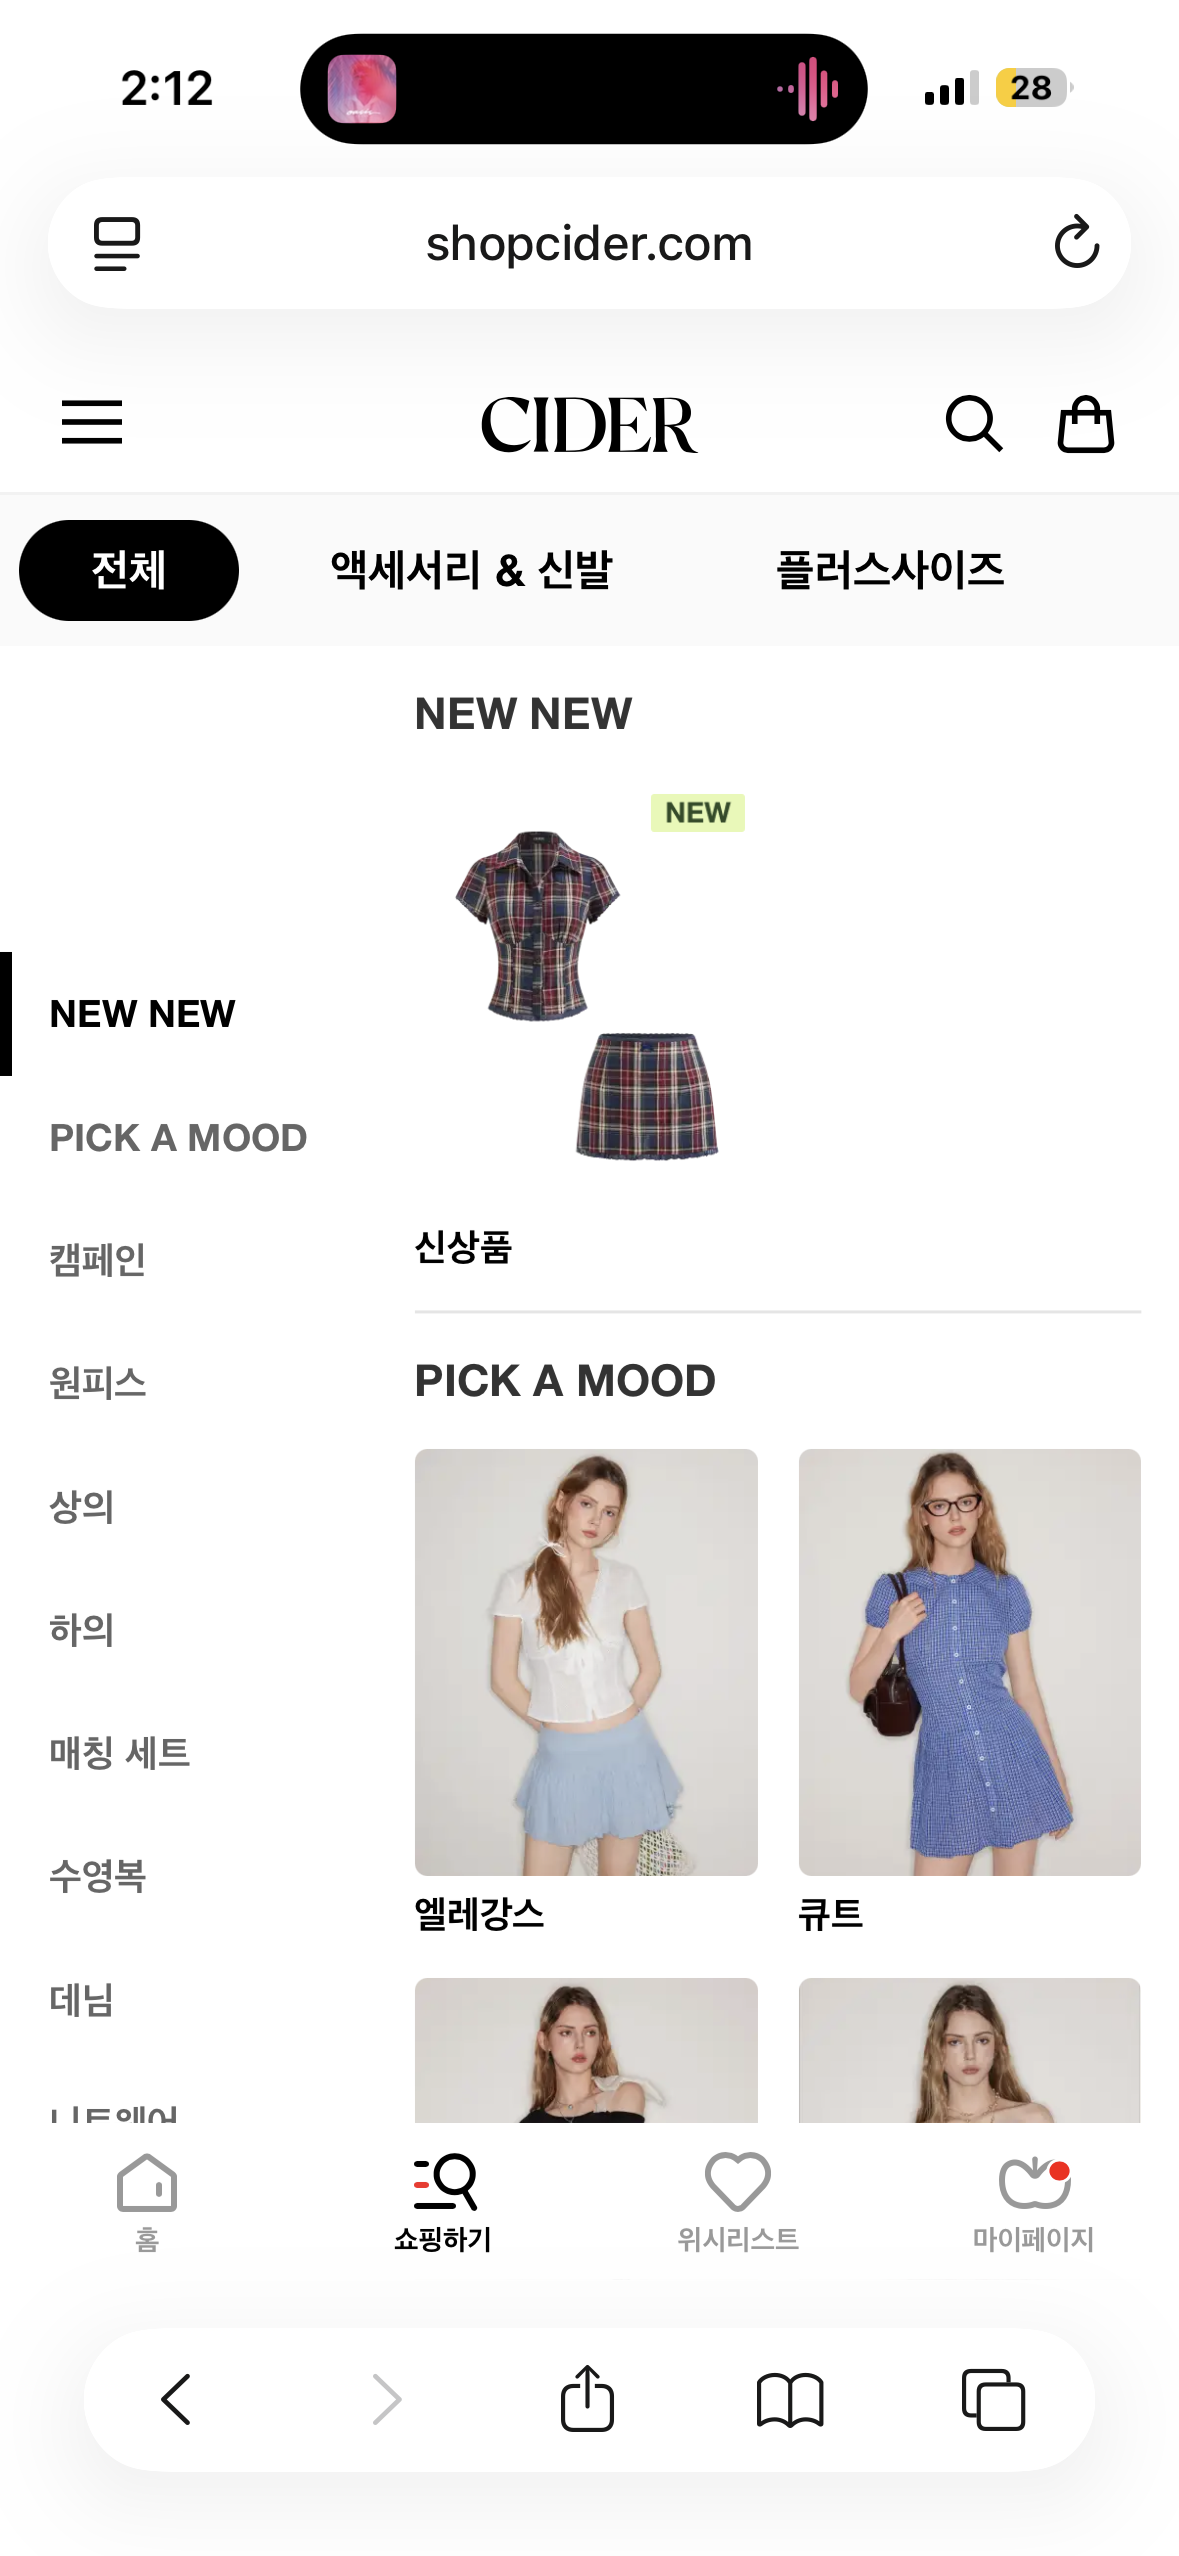 2:12
28
shopcider.com
CIDER
전체
액세서리 & 신발
플러스사이즈
NEW NEW
NEW
신상품
NEW NEW
PICK A MOOD
캠페인
원피스
상의
하의
매칭 세트
수영복
데님
PICK A MOOD
엘레강스
큐트
홈
쇼핑하기
위시리스트
마이페이지